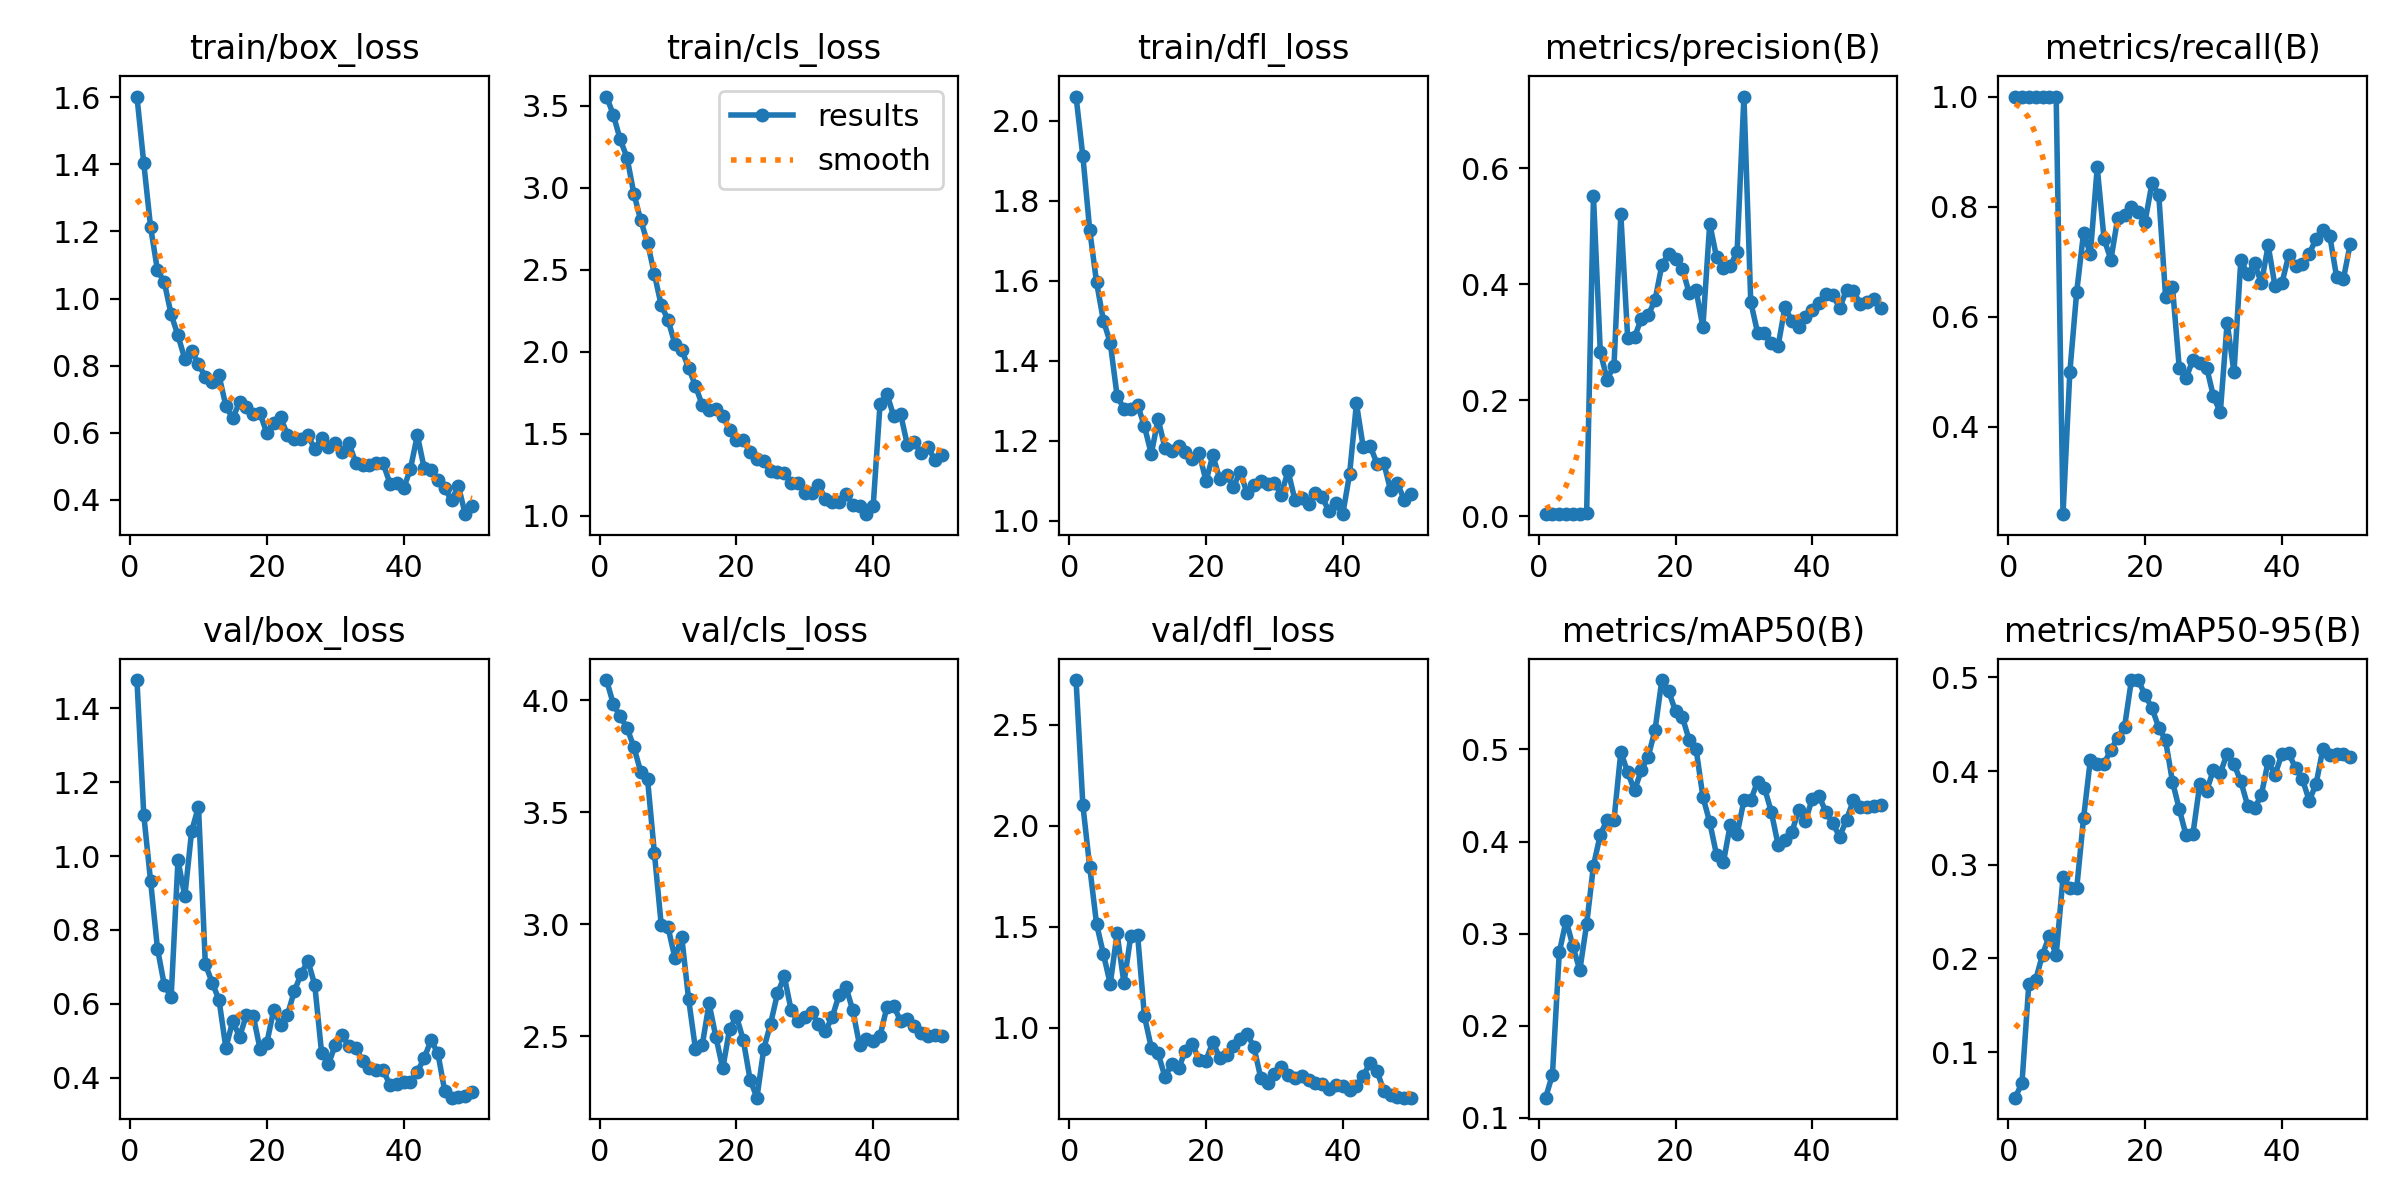 train/box_loss
1.6
1.4
1.2
1.0
0.8
0.6
0.4
0 20 40
train/cls_loss
results
smooth
3.5
3.0
2.5
2.0
1.5
1.0
0 20 40
train/dfl_loss
2.0
1.8
1.6
1.4
1.2
1.0
0 20 40
metrics/precision(B)
0.6
0.4
0.2
0.0
0 20 40
metrics/recall(B)
1.0
0.8
0.6
0.4
0 20 40
val/box_loss
1.4
1.2
1.0
0.8
0.6
0.4
0 20 40
val/cls_loss
4.0
3.5
3.0
2.5
0 20 40
val/dfl_loss
2.5
2.0
1.5
1.0
0 20 40
metrics/mAP50(B)
0.5
0.4
0.3
0.2
0.1
0 20 40
metrics/mAP50-95(B)
0.5
0.4
0.3
0.2
0.1
0 20 40